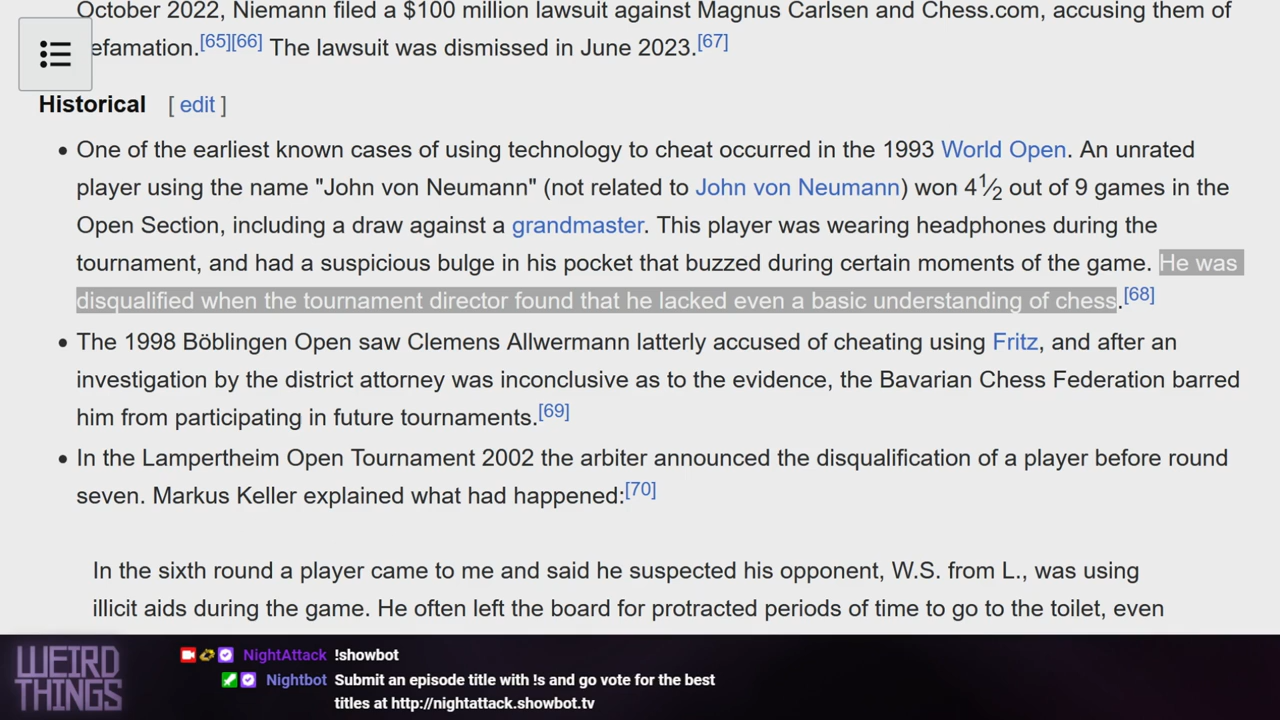 October 2022, Niemann filed a $100 million lawsuit against Magnus Carlsen and Chess.com, accusing them of
efamation.[65][66] The lawsuit was dismissed in June 2023.[67]
Historical [ edit ]
• One of the earliest known cases of using technology to cheat occurred in the 1993 World Open. An unrated
player using the name "John von Neumann" (not related to John von Neumann) won 4½ out of 9 games in the
Open Section, including a draw against a grandmaster. This player was wearing headphones during the
tournament, and had a suspicious bulge in his pocket that buzzed during certain moments of the game. He was
disqualified when the tournament director found that he lacked even a basic understanding of chess.[68]
• The 1998 Böblingen Open saw Clemens Allwermann latterly accused of cheating using Fritz, and after an
investigation by the district attorney was inconclusive as to the evidence, the Bavarian Chess Federation barred
him from participating in future tournaments.[69]
• In the Lampertheim Open Tournament 2002 the arbiter announced the disqualification of a player before round
seven. Markus Keller explained what had happened:[70]
In the sixth round a player came to me and said he suspected his opponent, W.S. from L., was using
illicit aids during the game. He often left the board for protracted periods of time to go to the toilet, even
WEIRD
THINGS
NightAttack !showbot
Nightbot Submit an episode title with !s and go vote for the best
titles at http://nightattack.showbot.tv